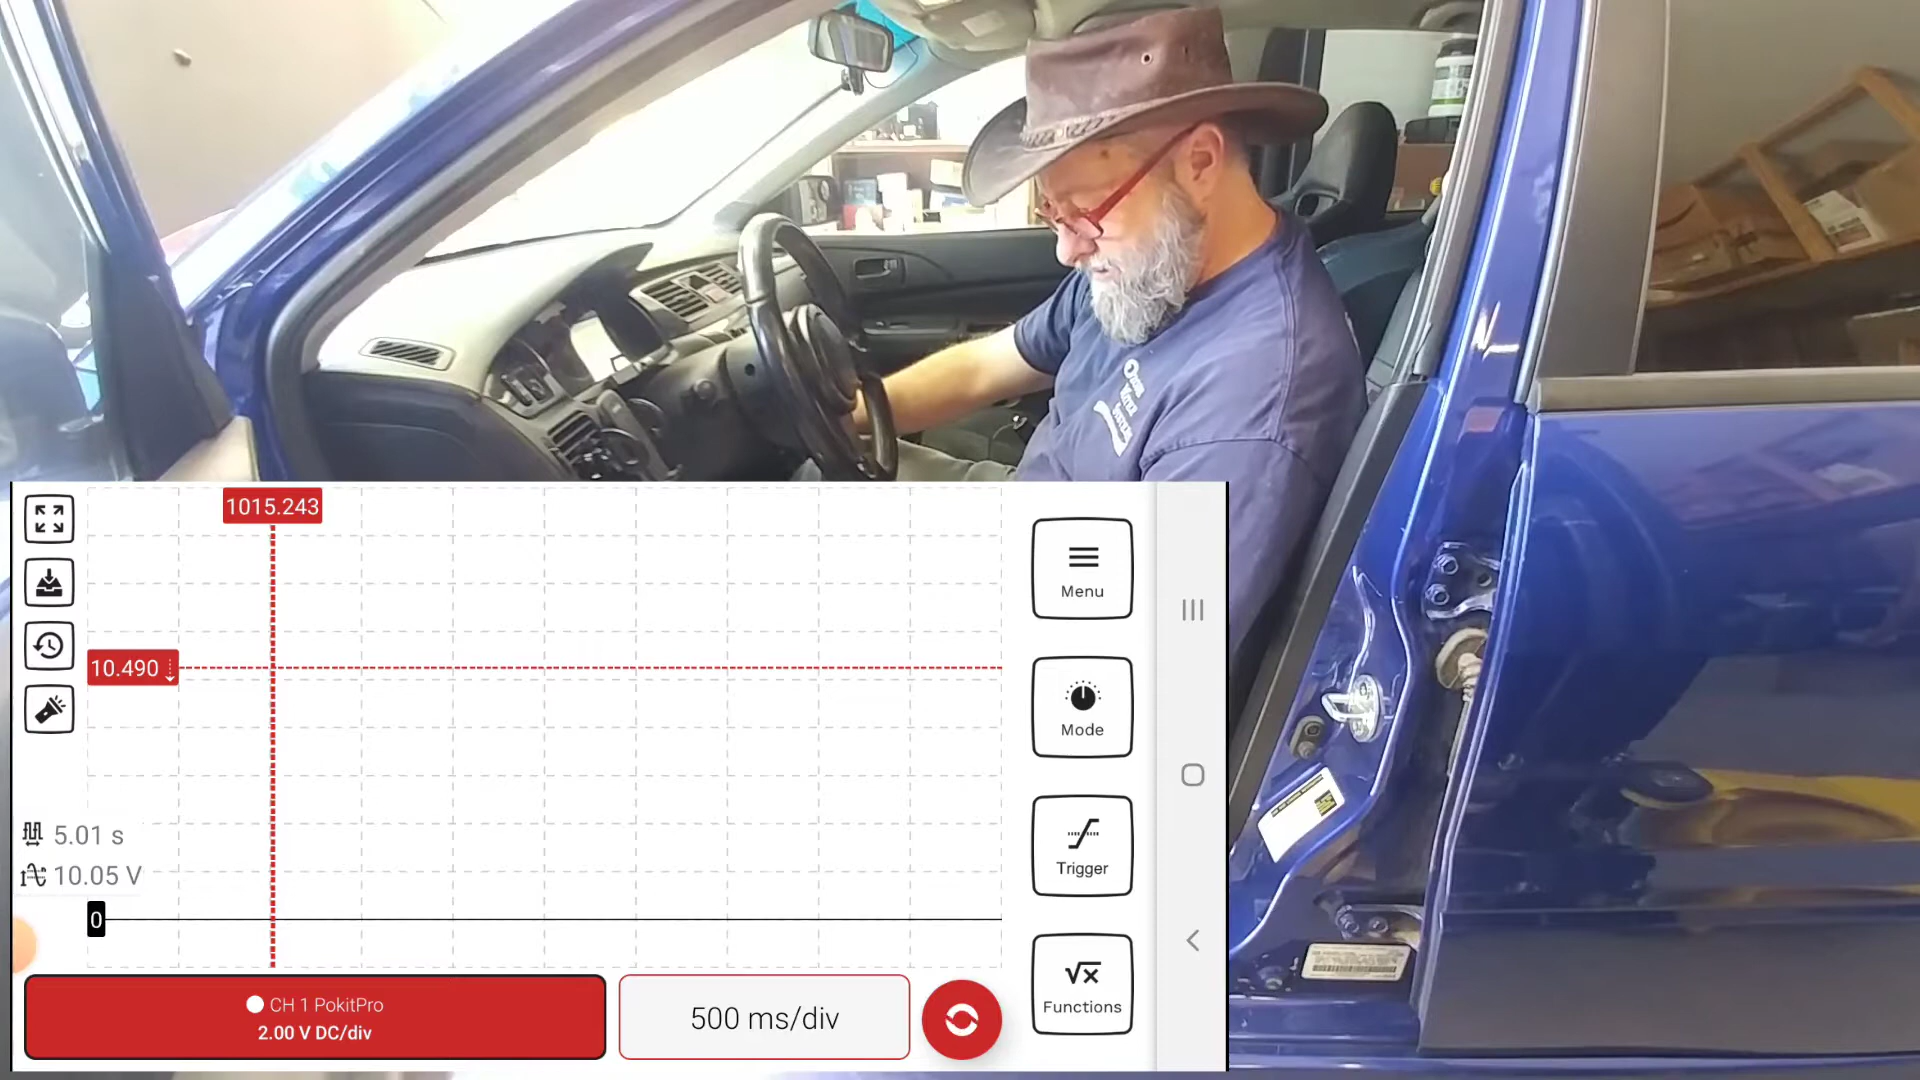 1015.243
Menu
10.490
Mode
5.01 s
Trigger
10.05 V
0
CH 1 PokitPro
2.00 V DC/div
500 ms/div
√x
Functions